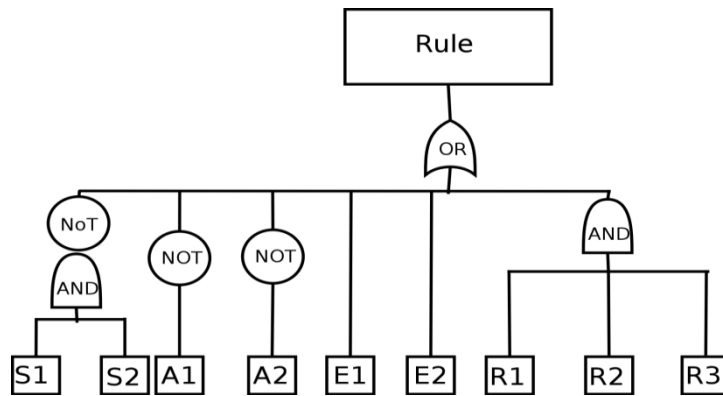 Rule
OR
NoT
NOT
NOT
AND
AND
S1
S2
A1
A2
E1
E2
R1
R2
R3